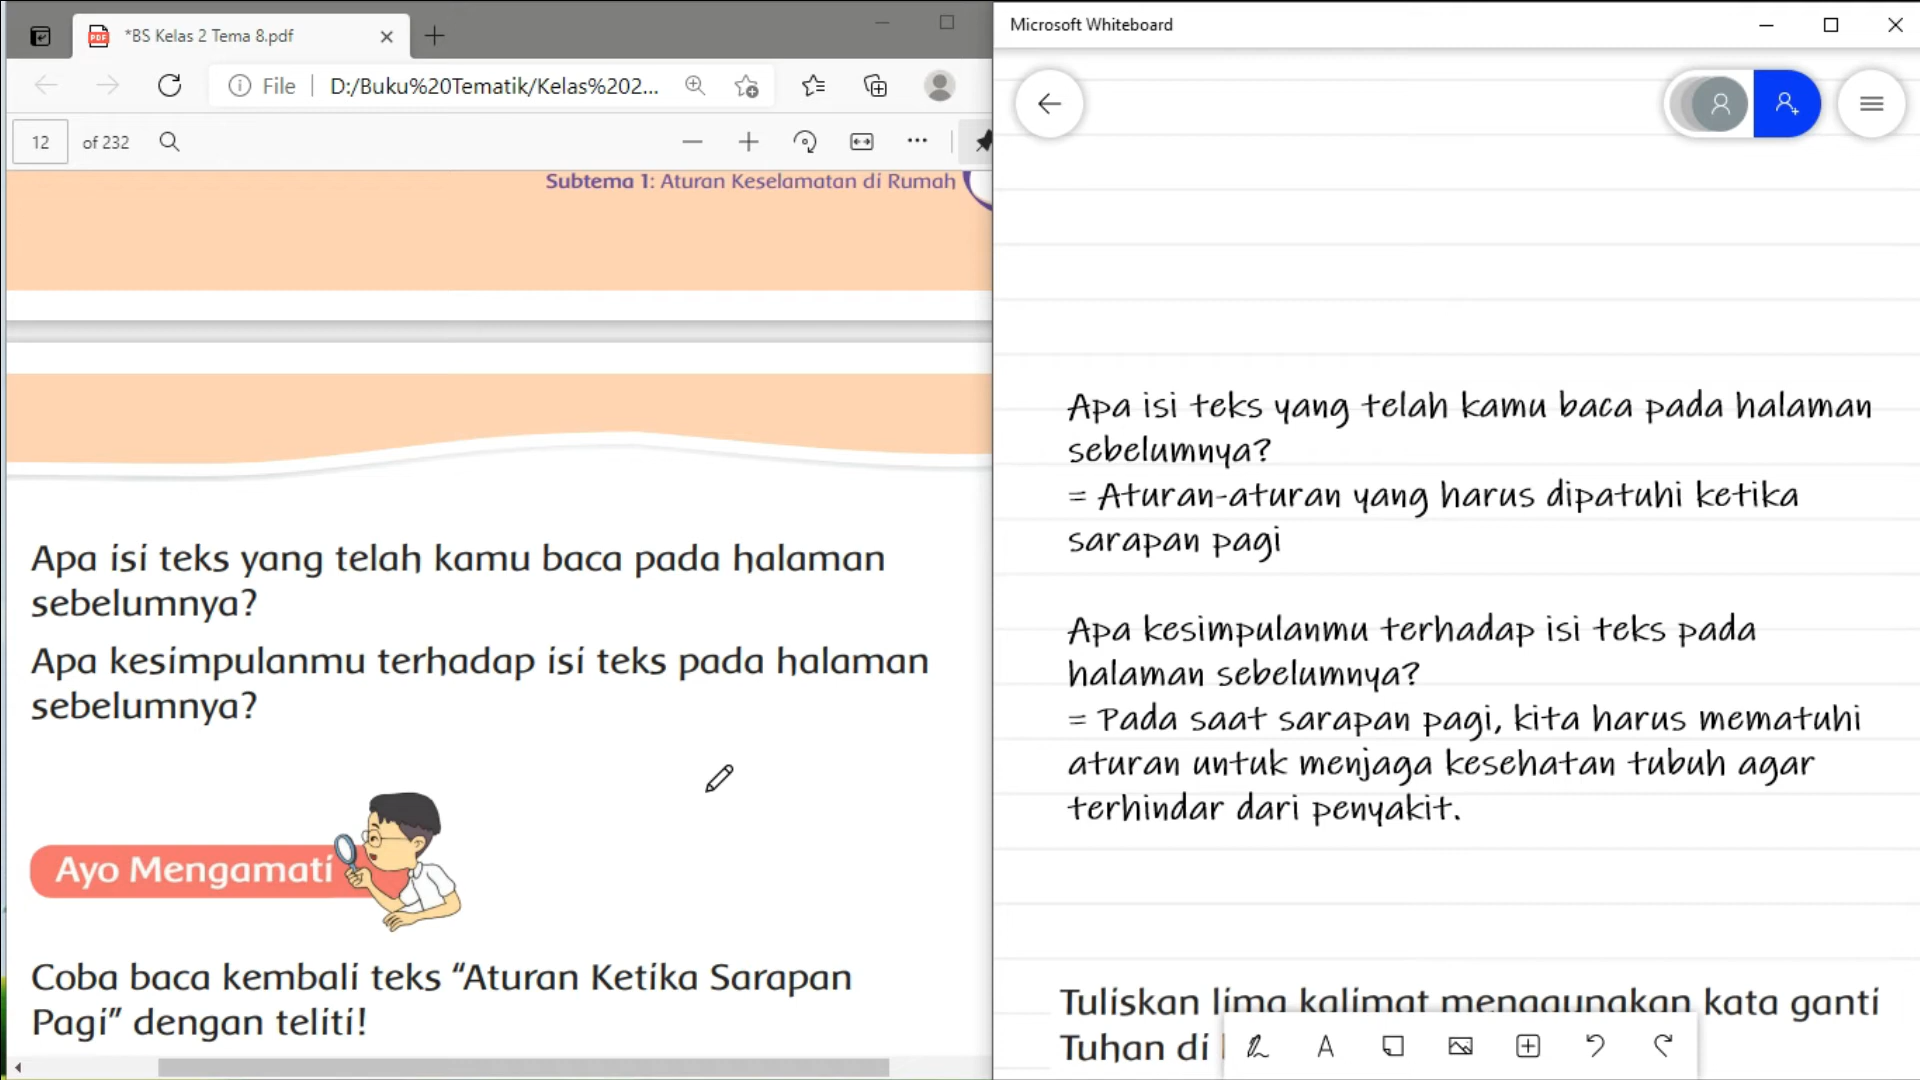 *BS Kelas 2 Tema 8.pdf
File
D:/Buku%20Tematik/Kelas%202...
12 of 232
Subtema 1: Aturan Keselamatan di Rumah
Apa isi teks yang telah kamu baca pada halaman
sebelumnya?
Apa kesimpulanmu terhadap isi teks pada halaman
sebelumnya?
Ayo Mengamati
Coba baca kembali teks “Aturan Ketika Sarapan
Pagi” dengan teliti!
Microsoft Whiteboard
Apa isi teks yang telah kamu baca pada halaman
sebelumnya?
= Aturan-aturan yang harus dipatuhi ketika
sarapan pagi
Apa kesimpulanmu terhadap isi teks pada
halaman sebelumnya?
= Pada saat sarapan pagi, kita harus mematuhi
aturan untuk menjaga kesehatan tubuh agar
terhindar dari penyakit.
Tuliskan lima kalimat menggunakan kata ganti
Tuhan di